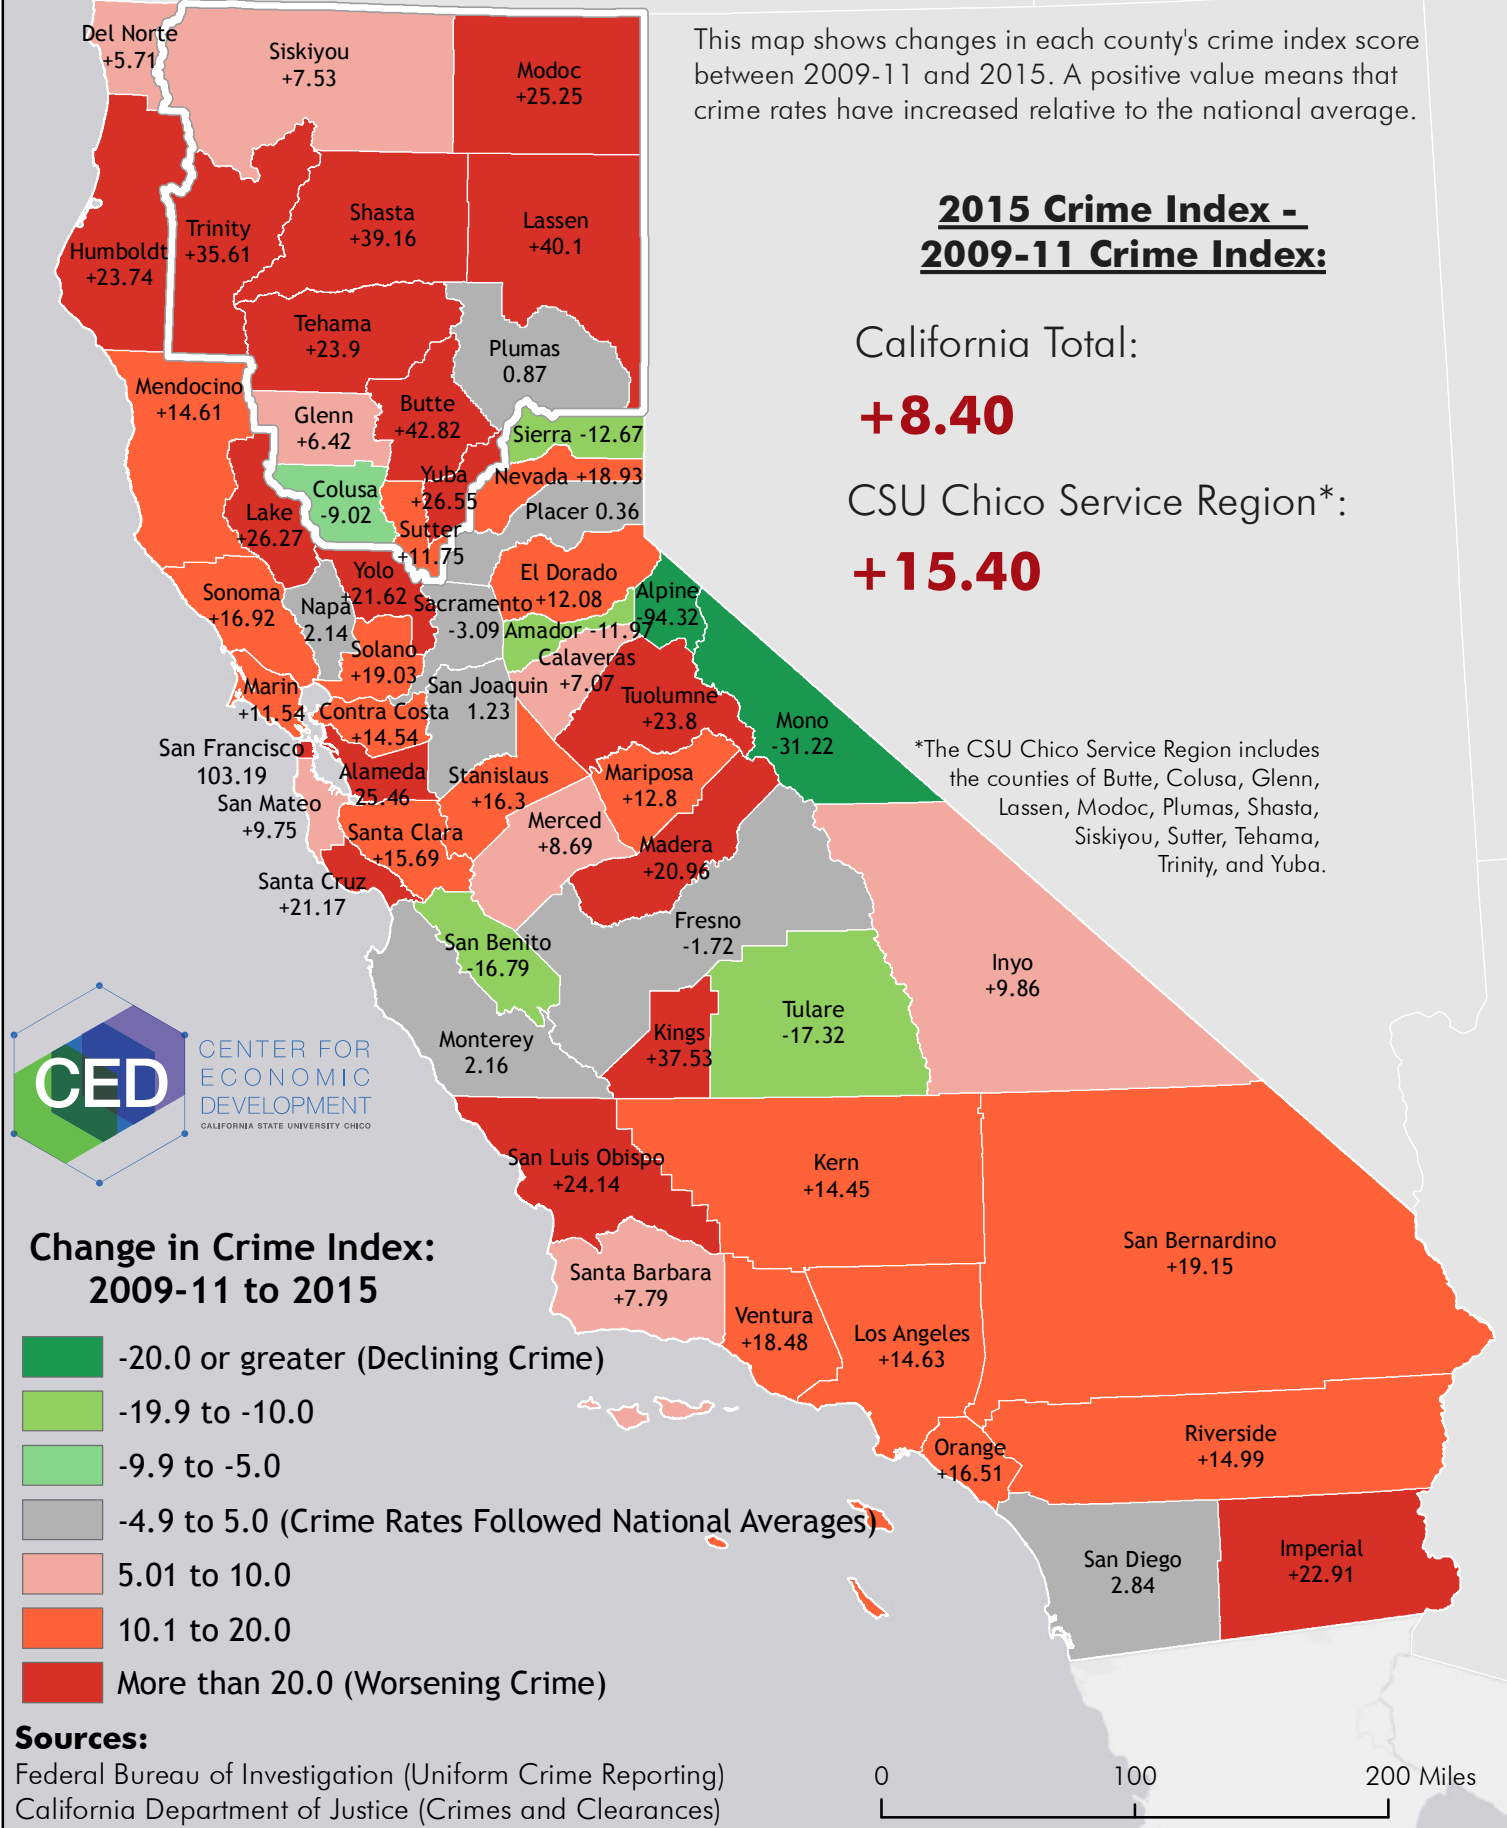 This map shows changes in each county's crime index score
between 2009-11 and 2015. A positive value means that
crime rates have increased relative to the national average.
2015 Crime Index -
2009-11 Crime Index:
California Total:
+8.40
CSU Chico Service Region*:
+15.40
*The CSU Chico Service Region includes
the counties of Butte, Colusa, Glenn,
Lassen, Modoc, Plumas, Shasta,
Siskiyou, Sutter, Tehama,
Trinity, and Yuba.
Del Norte
+5.71
Siskiyou
+7.53
Modoc
+25.25
Humboldt
+23.74
Trinity
+35.61
Shasta
+39.16
Lassen
+40.1
Tehama
+23.9
Plumas
0.87
Mendocino
+14.61
Glenn
+6.42
Butte
+42.82
Sierra -12.67
Colusa
-9.02
Yuba
+26.55
Nevada +18.93
Placer 0.36
Lake
+26.27
Sutter
+11.75
Yolo
+21.62
El Dorado
+12.08
Alpine
-94.32
Sonoma
+16.92
Napa
2.14
Sacramento
-3.09
Amador -11.97
Solano
+19.03
Calaveras
+7.07
Marin
+11.54
San Joaquin
1.23
Tuolumne
+23.8
Mono
-31.22
Contra Costa
+14.54
San Francisco
103.19
Alameda
25.46
Stanislaus
+16.3
Mariposa
+12.8
San Mateo
+9.75
Santa Clara
+15.69
Merced
+8.69
Madera
+20.96
Santa Cruz
+21.17
Fresno
-1.72
San Benito
-16.79
Inyo
+9.86
Monterey
2.16
Kings
+37.53
Tulare
-17.32
San Luis Obispo
+24.14
Kern
+14.45
San Bernardino
+19.15
Santa Barbara
+7.79
Ventura
+18.48
Los Angeles
+14.63
Orange
+16.51
Riverside
+14.99
San Diego
2.84
Imperial
+22.91
CED
CENTER FOR
ECONOMIC
DEVELOPMENT
CALIFORNIA STATE UNIVERSITY CHICO
Change in Crime Index:
2009-11 to 2015
-20.0 or greater (Declining Crime)
-19.9 to -10.0
-9.9 to -5.0
-4.9 to 5.0 (Crime Rates Followed National Averages)
5.01 to 10.0
10.1 to 20.0
More than 20.0 (Worsening Crime)
Sources:
Federal Bureau of Investigation (Uniform Crime Reporting)
California Department of Justice (Crimes and Clearances)
0 100 200 Miles